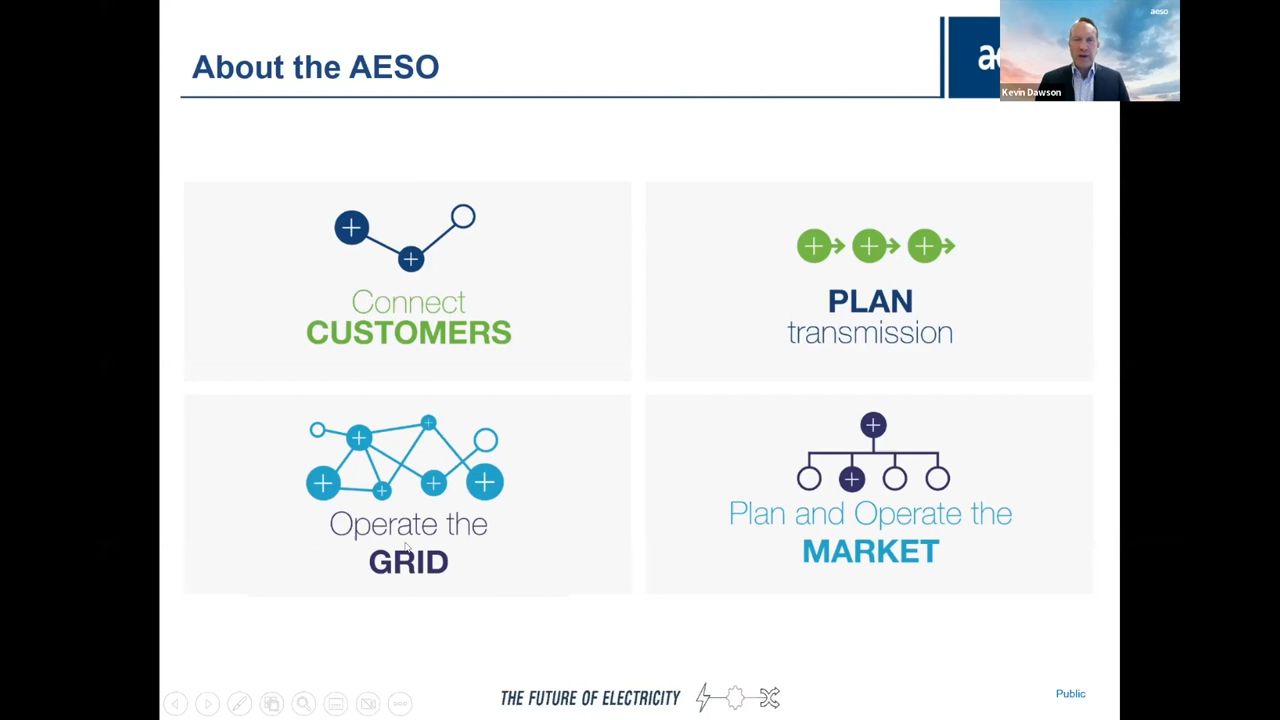 About the AESO
aeso
Kevin Dawson
Connect
CUSTOMERS
PLAN
transmission
Operate the
GRID
Plan and Operate the
MARKET
THE FUTURE OF ELECTRICITY
Public